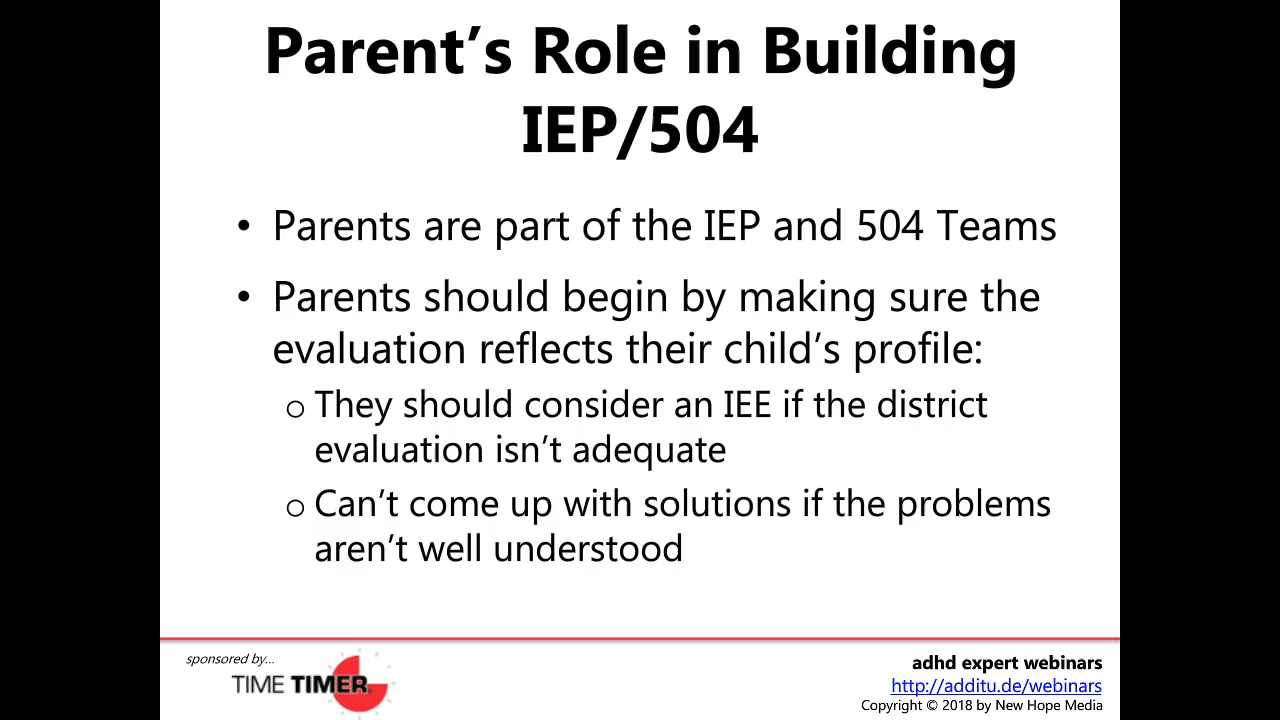 Parent’s Role in Building
IEP/504
• Parents are part of the IEP and 504 Teams
• Parents should begin by making sure the
evaluation reflects their child’s profile:
o They should consider an IEE if the district
evaluation isn’t adequate
o Can’t come up with solutions if the problems
aren’t well understood
sponsored by...
TIME TIMER
adhd expert webinars
http://additu.de/webinars
Copyright © 2018 by New Hope Media